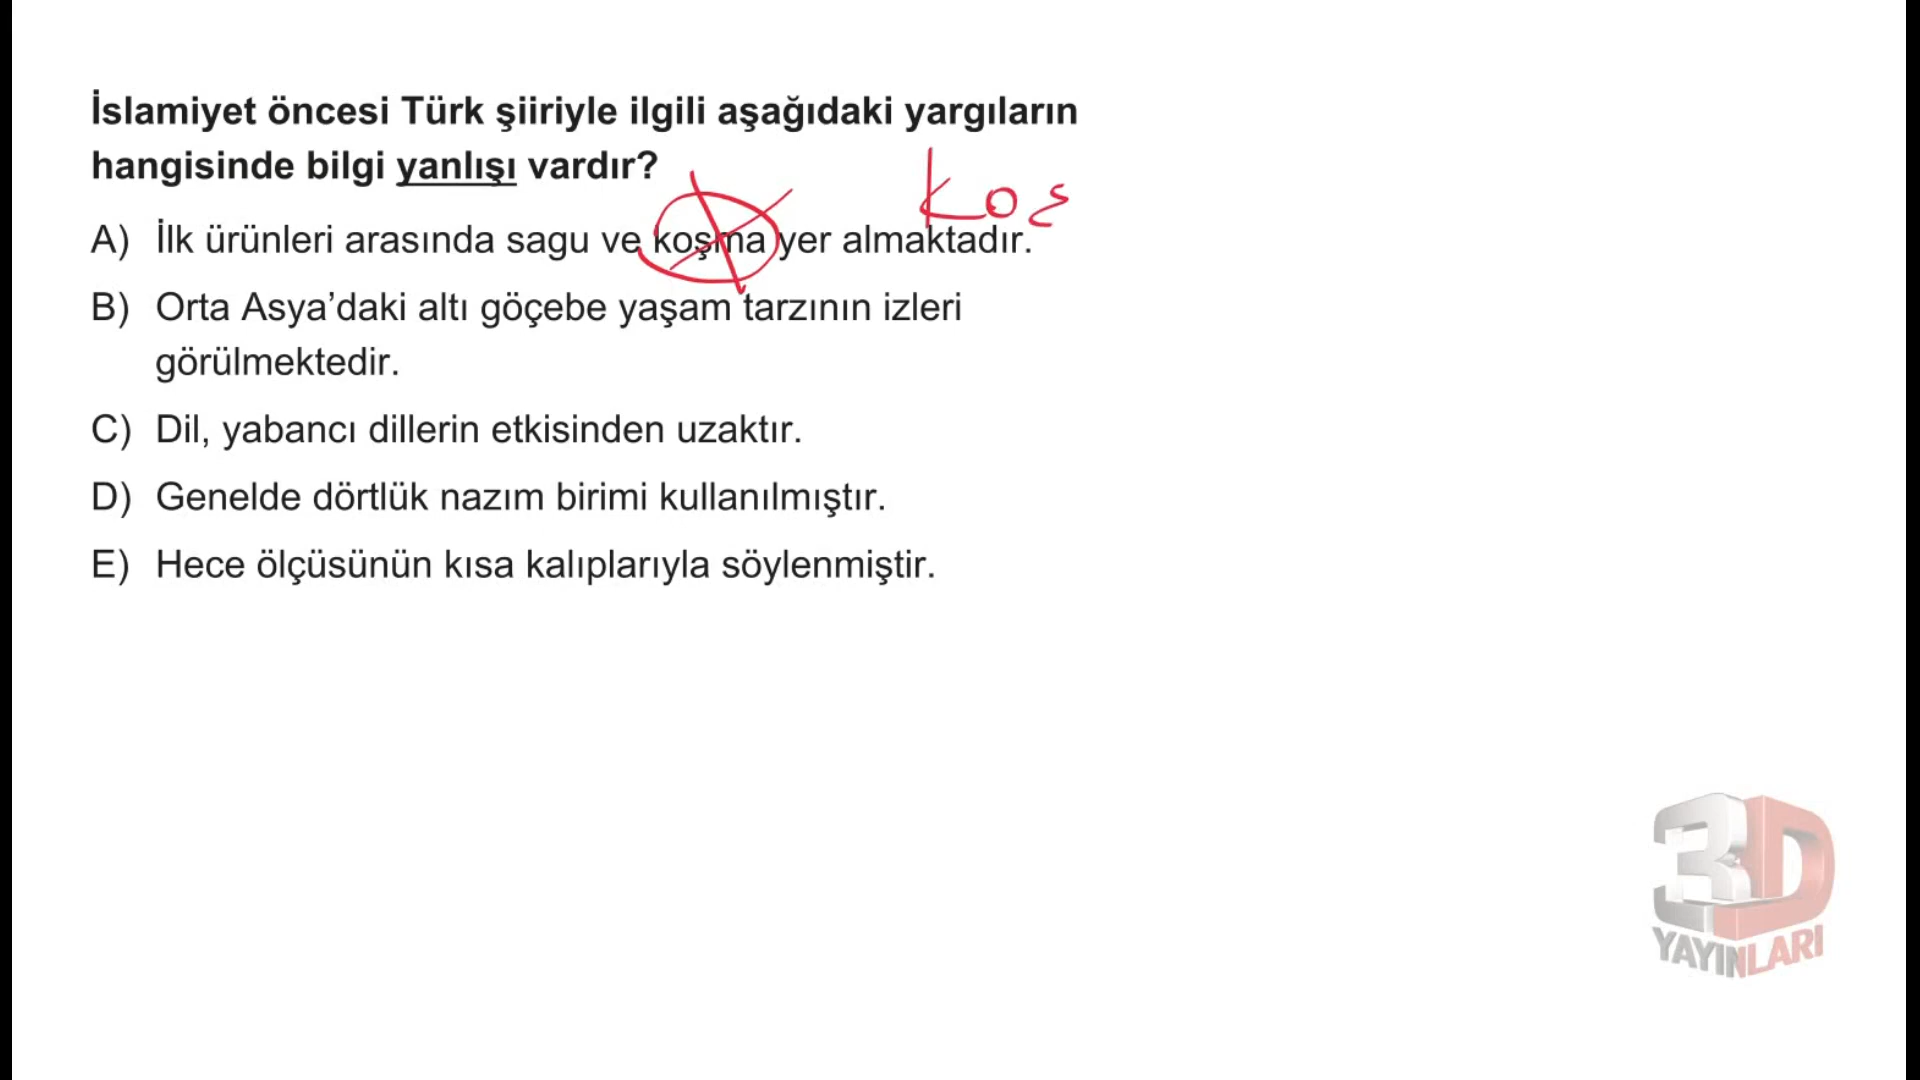 İslamiyet öncesi Türk şiiriyle ilgili aşağıdaki yargıların
hangisinde bilgi yanlışı vardır?
koş
A) İlk ürünleri arasında sagu ve koşma yer almaktadır.
B) Orta Asya’daki altı göçebe yaşam tarzının izleri
görülmektedir.
C) Dil, yabancı dillerin etkisinden uzaktır.
D) Genelde dörtlük nazım birimi kullanılmıştır.
E) Hece ölçüsünün kısa kalıplarıyla söylenmiştir.
3D
YAYINLARI